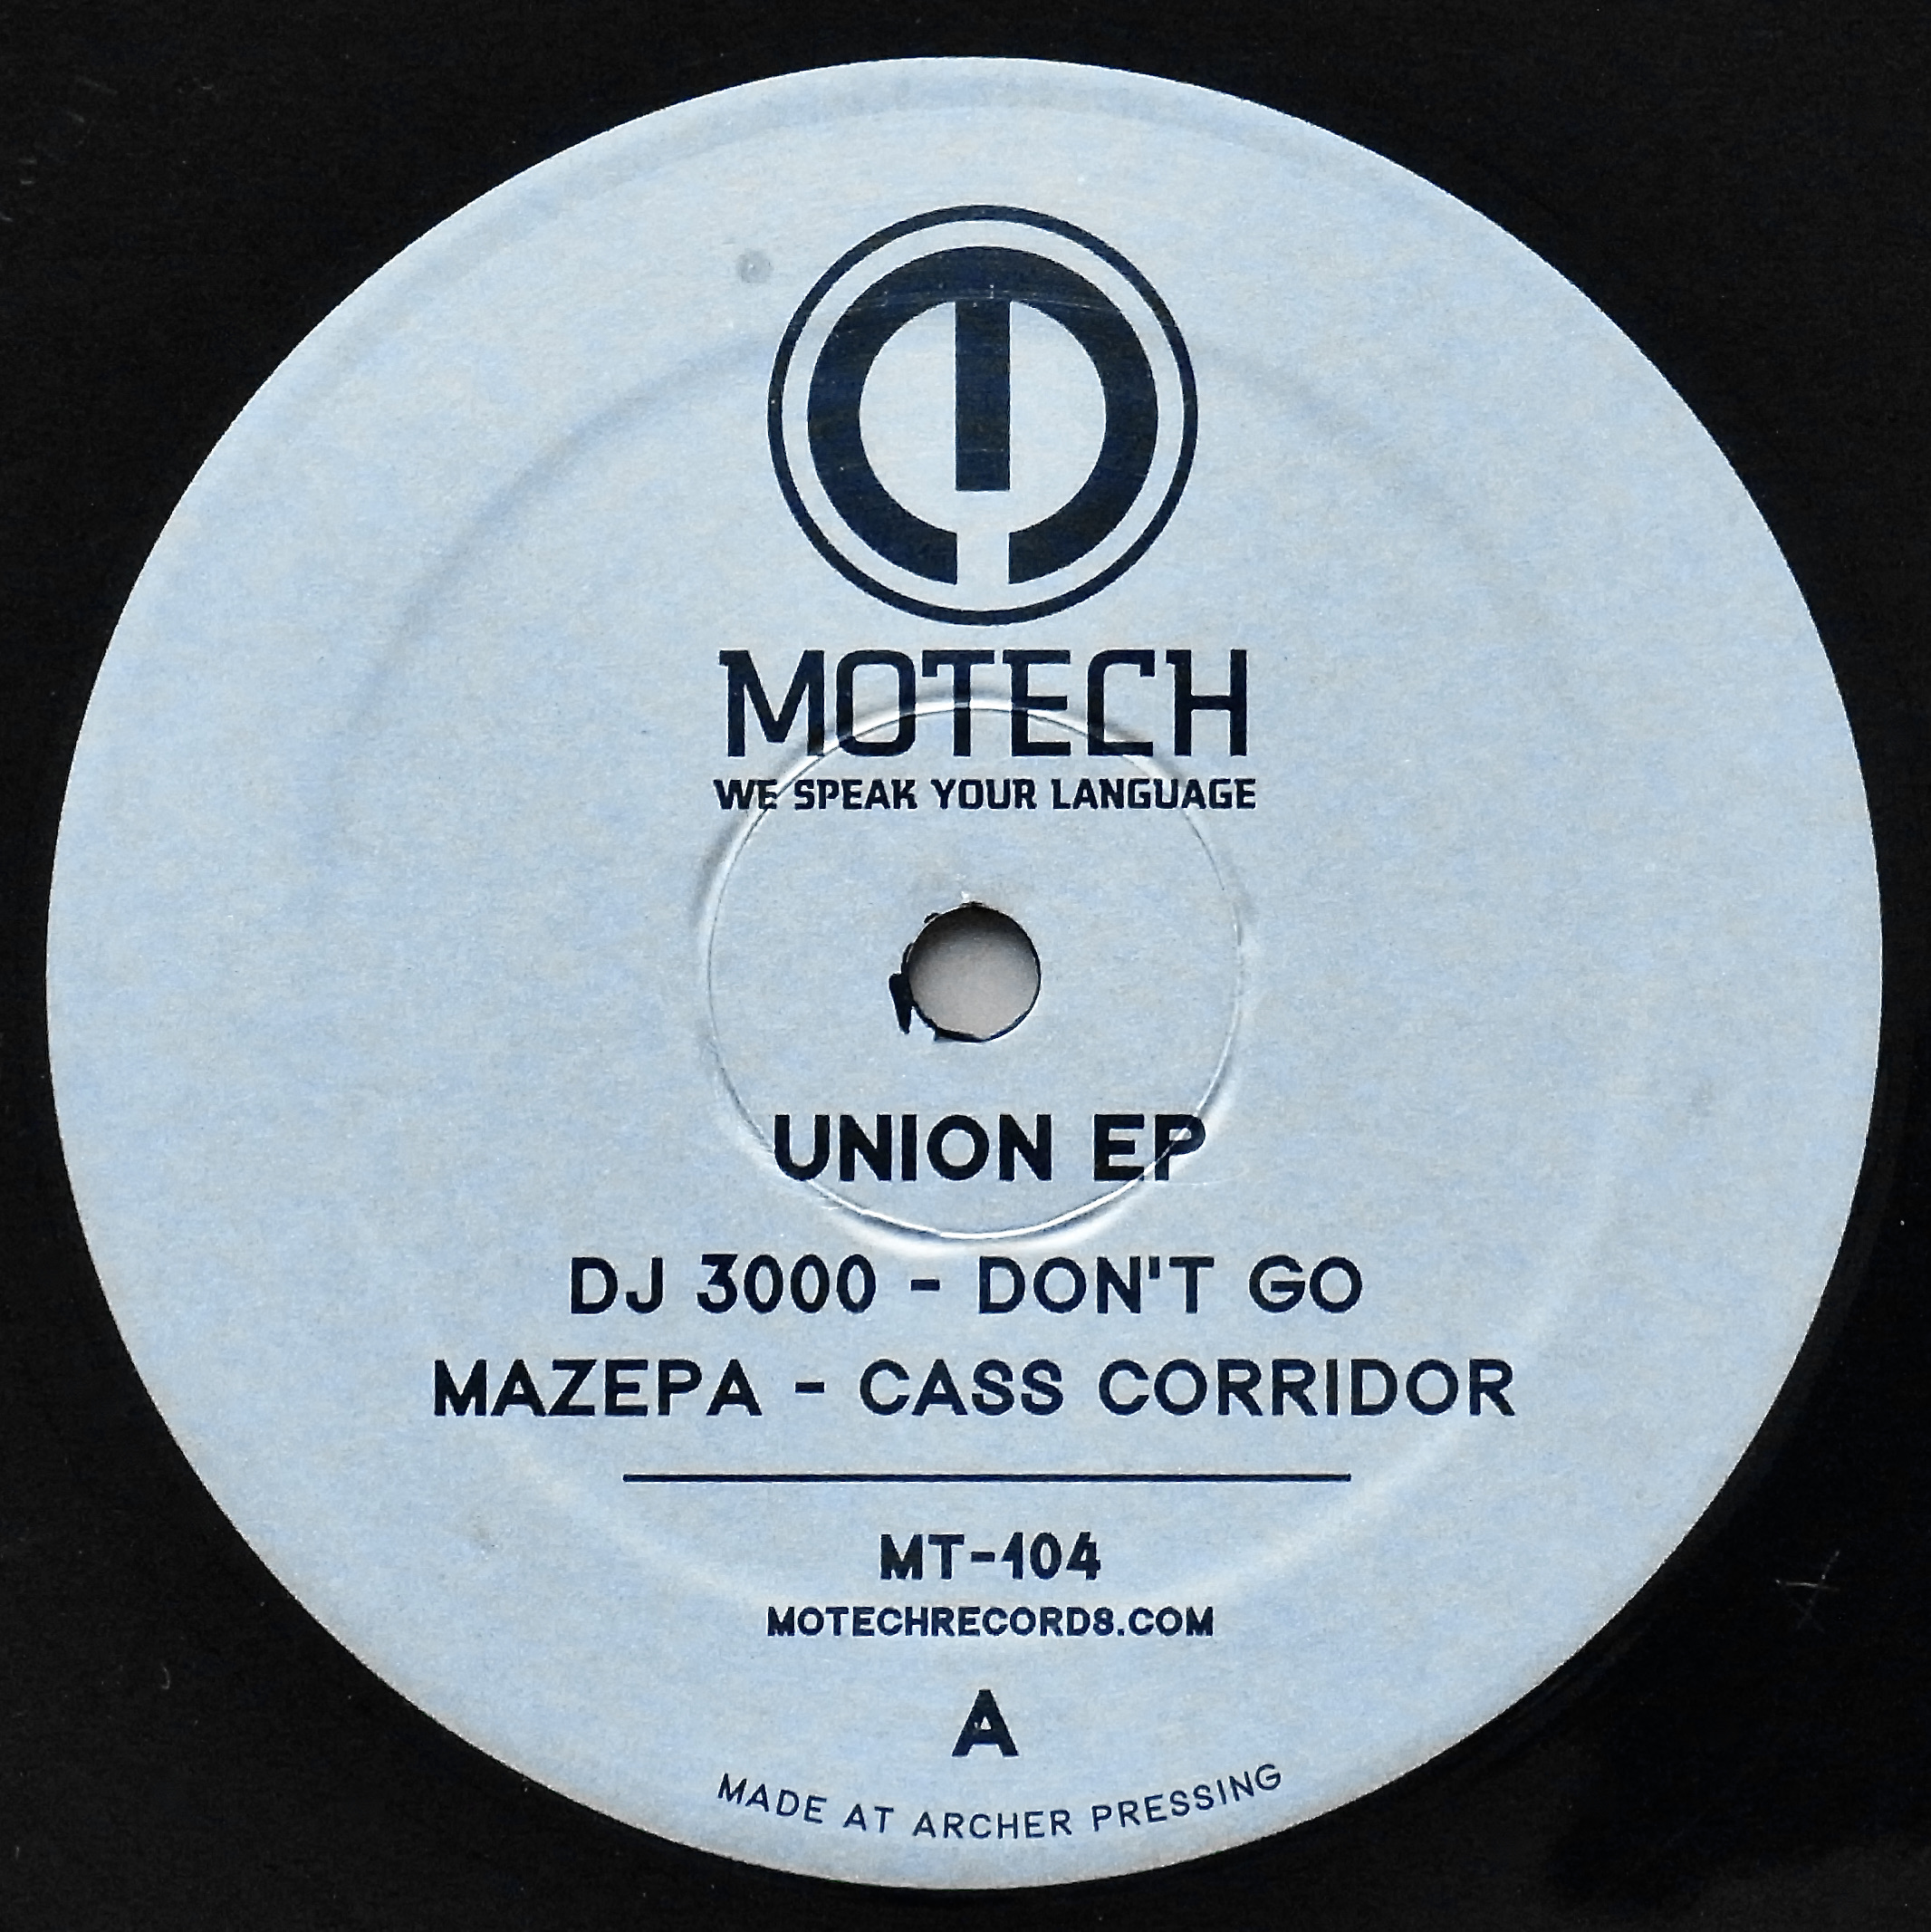 MOTECH
WE SPEAK YOUR LANGUAGE
UNION EP
DJ 3000 - DON'T GO
MAZEPA - CASS CORRIDOR
MT-104
MOTECHRECORDS.COM
A
MADE AT ARCHER PRESSING